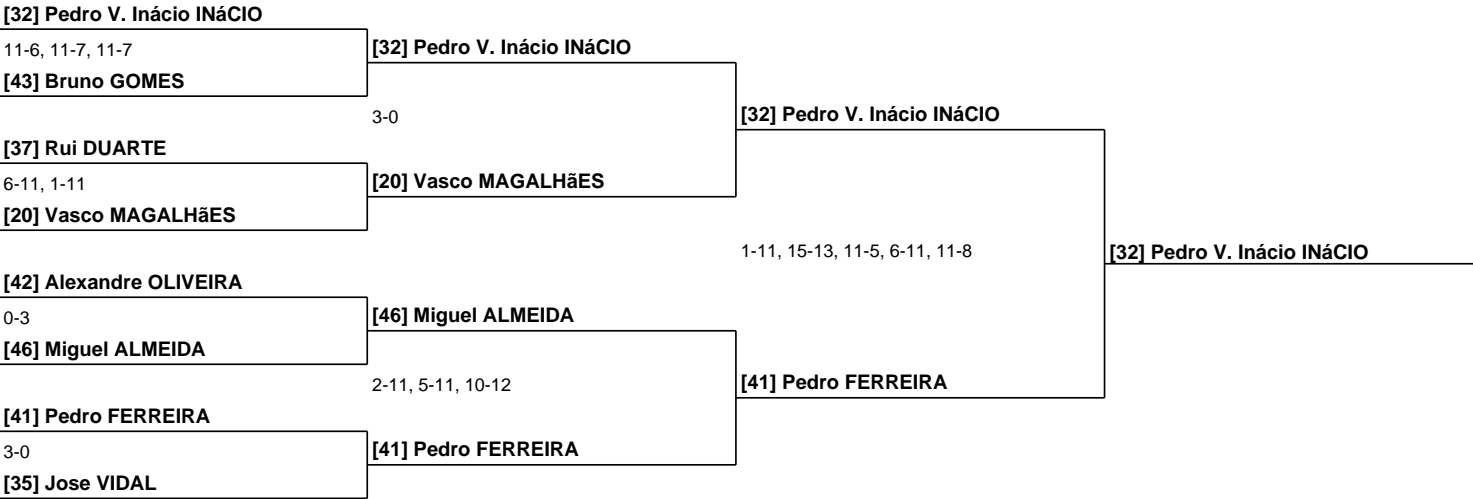 [32] Pedro V. Inácio INáCIO
11-6, 11-7, 11-7
[43] Bruno GOMES
[37] Rui DUARTE
6-11, 1-11
[20] Vasco MAGALHãES
[42] Alexandre OLIVEIRA
0-3
[46] Miguel ALMEIDA
[41] Pedro FERREIRA
3-0
[35] Jose VIDAL
[32] Pedro V. Inácio INáCIO
3-0
[20] Vasco MAGALHãES
[46] Miguel ALMEIDA
2-11, 5-11, 10-12
[41] Pedro FERREIRA
[32] Pedro V. Inácio INáCIO
1-11, 15-13, 11-5, 6-11, 11-8
[41] Pedro FERREIRA
[32] Pedro V. Inácio INáCIO